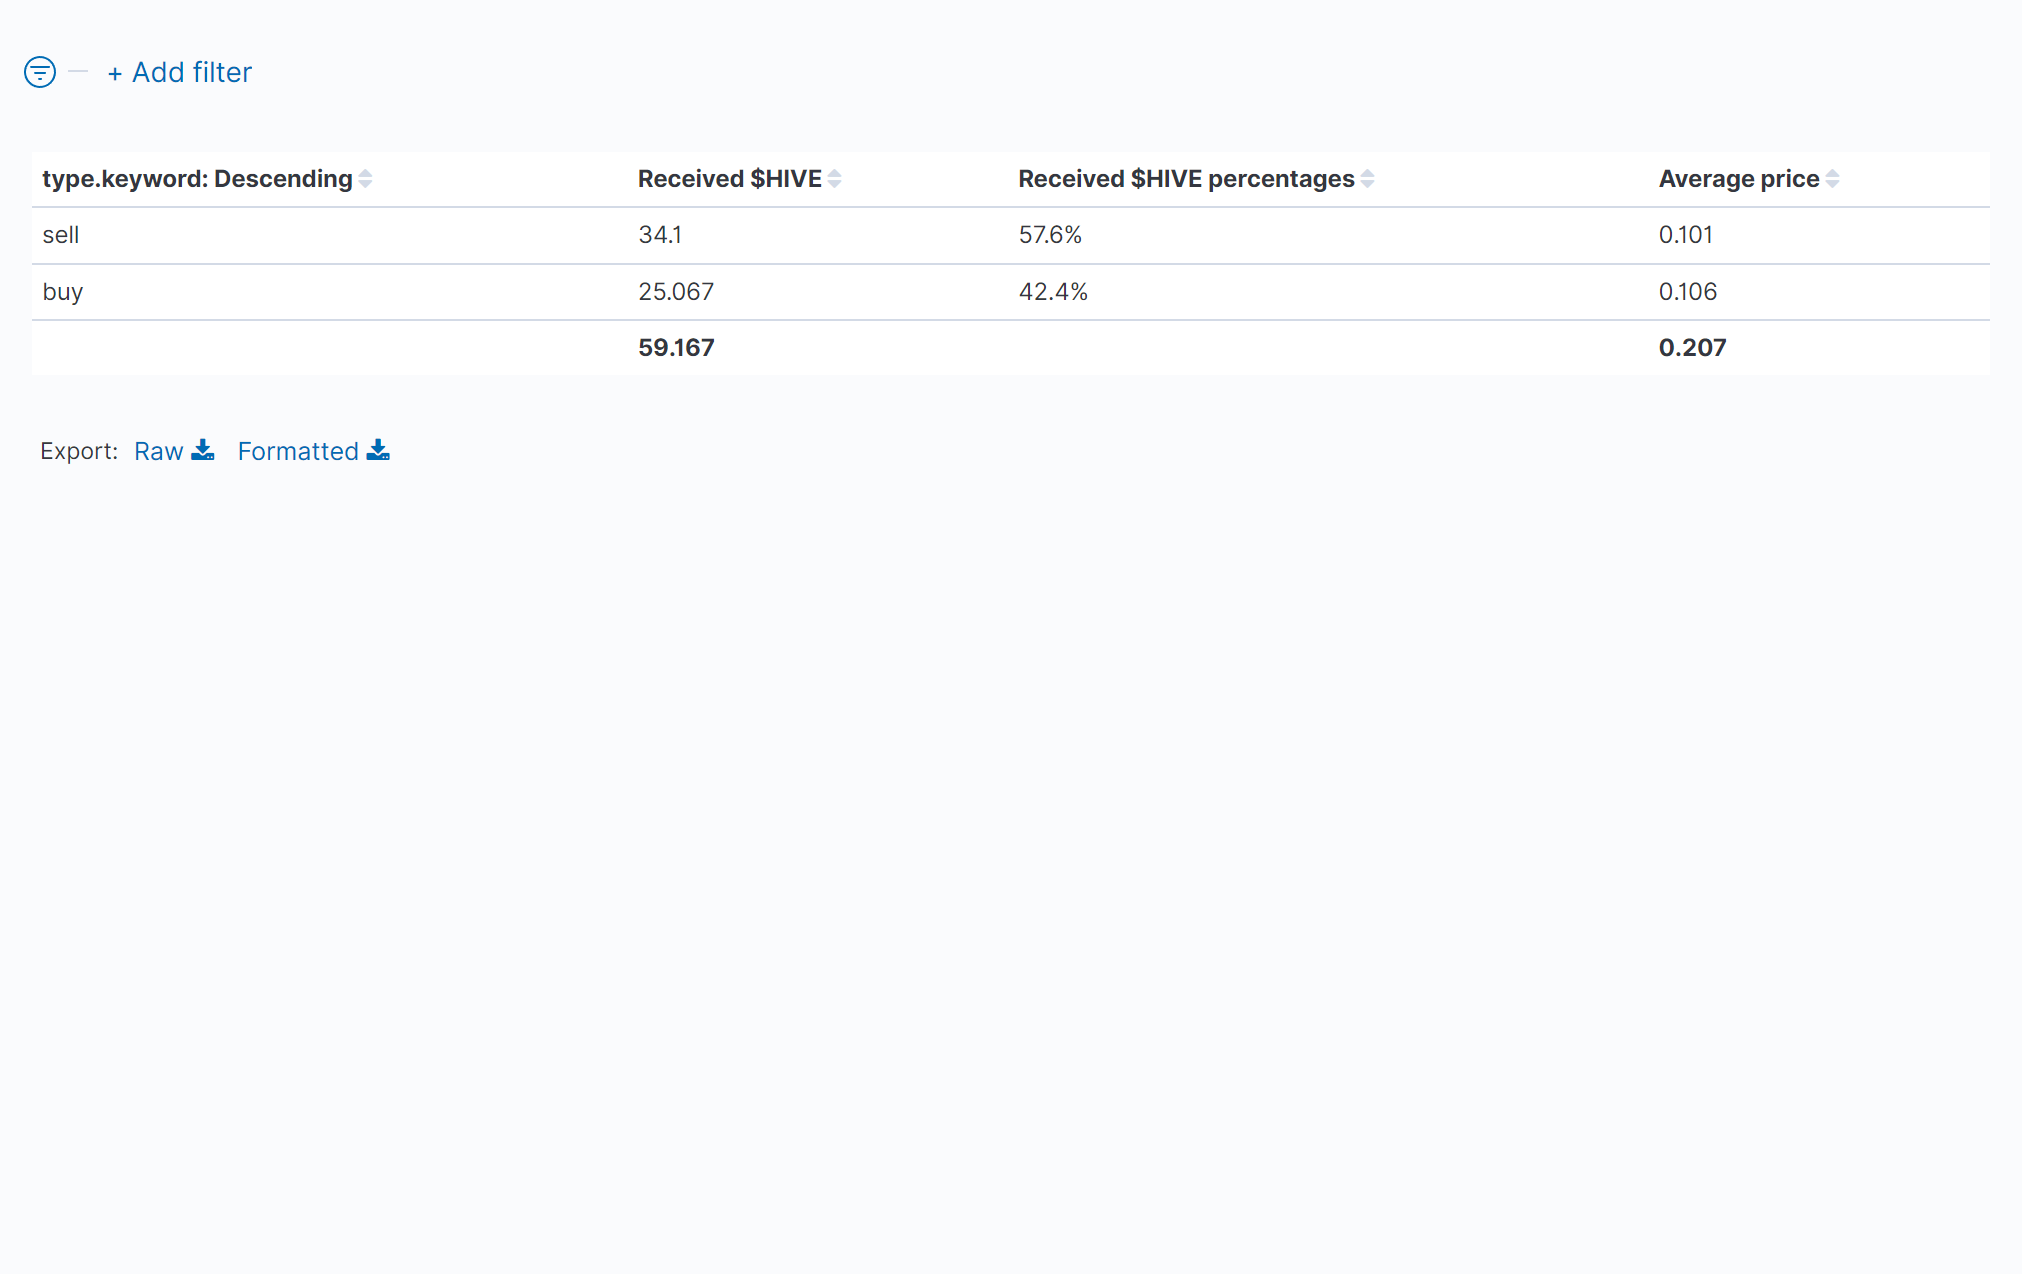 + Add filter
type.keyword: Descending Received $HIVE Received $HIVE percentages Average price
sell 34.1 57.6% 0.101
buy 25.067 42.4% 0.106
59.167 0.207
Export: Raw Formatted